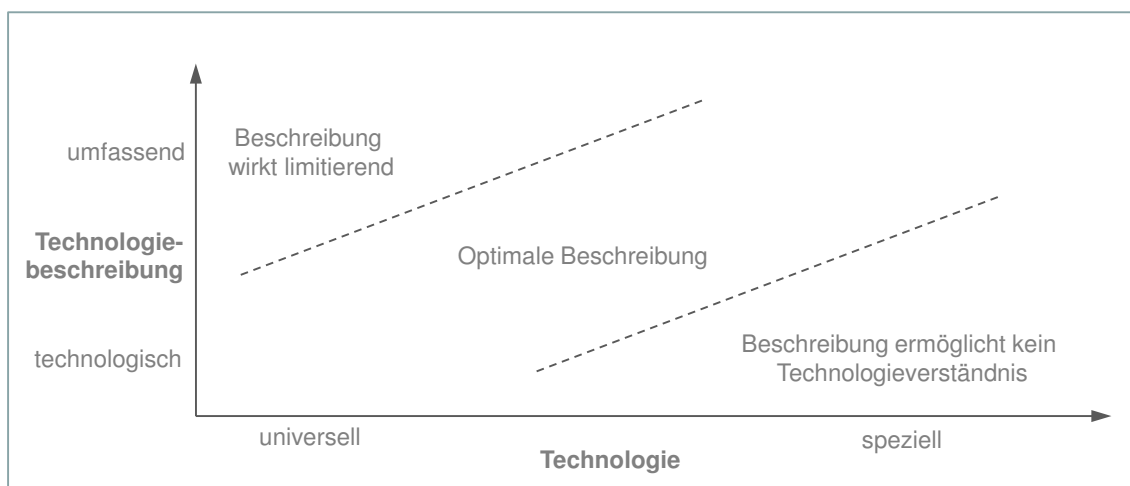 umfassend
Beschreibung
wirkt limitierend
Technologie-
beschreibung
Optimale Beschreibung
technologisch
Beschreibung ermöglicht kein
Technologieverständnis
universell
speziell
Technologie